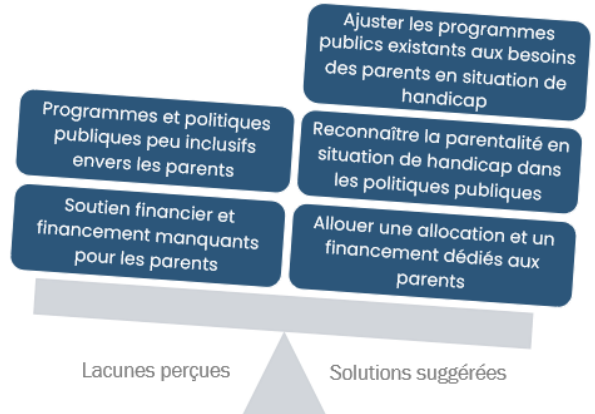 Programmes et politiques
publiques peu inclusifs
envers les parents
Soutien financier et
financement manquants
pour les parents
Ajuster les programmes
publics existants aux besoins
des parents en situation de
handicap
Reconnaître la parentalité en
situation de handicap dans
les politiques publiques
Allouer une allocation et un
financement dédiés aux
parents
Lacunes perçues
Solutions suggérées